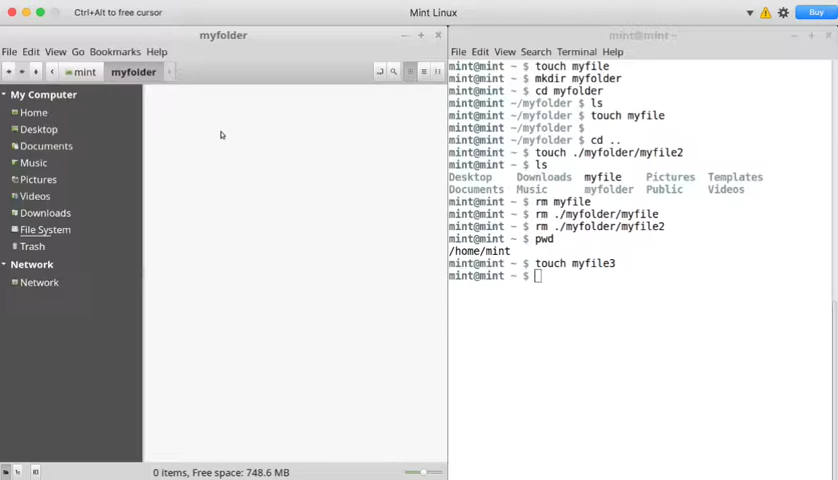 Ctrl+Alt to free cursor
Mint Linux
Buy
myfolder
File Edit View Go Bookmarks Help
mint myfolder
My Computer
Home
Desktop
Documents
Music
Pictures
Videos
Downloads
File System
Trash
Network
Network
0 items, Free space: 748.6 MB
mint@mint ~
File Edit View Search Terminal Help
mint@mint ~ $ touch myfile
mint@mint ~ $ mkdir myfolder
mint@mint ~ $ cd myfolder
mint@mint ~/myfolder $ ls
mint@mint ~/myfolder $ touch myfile
mint@mint ~/myfolder $
mint@mint ~/myfolder $ cd ..
mint@mint ~ $ touch ./myfolder/myfile2
mint@mint ~ $ ls
Desktop Downloads myfile Pictures Templates
Documents Music myfolder Public Videos
mint@mint ~ $ rm myfile
mint@mint ~ $ rm ./myfolder/myfile
mint@mint ~ $ rm ./myfolder/myfile2
mint@mint ~ $ pwd
/home/mint
mint@mint ~ $ touch myfile3
mint@mint ~ $